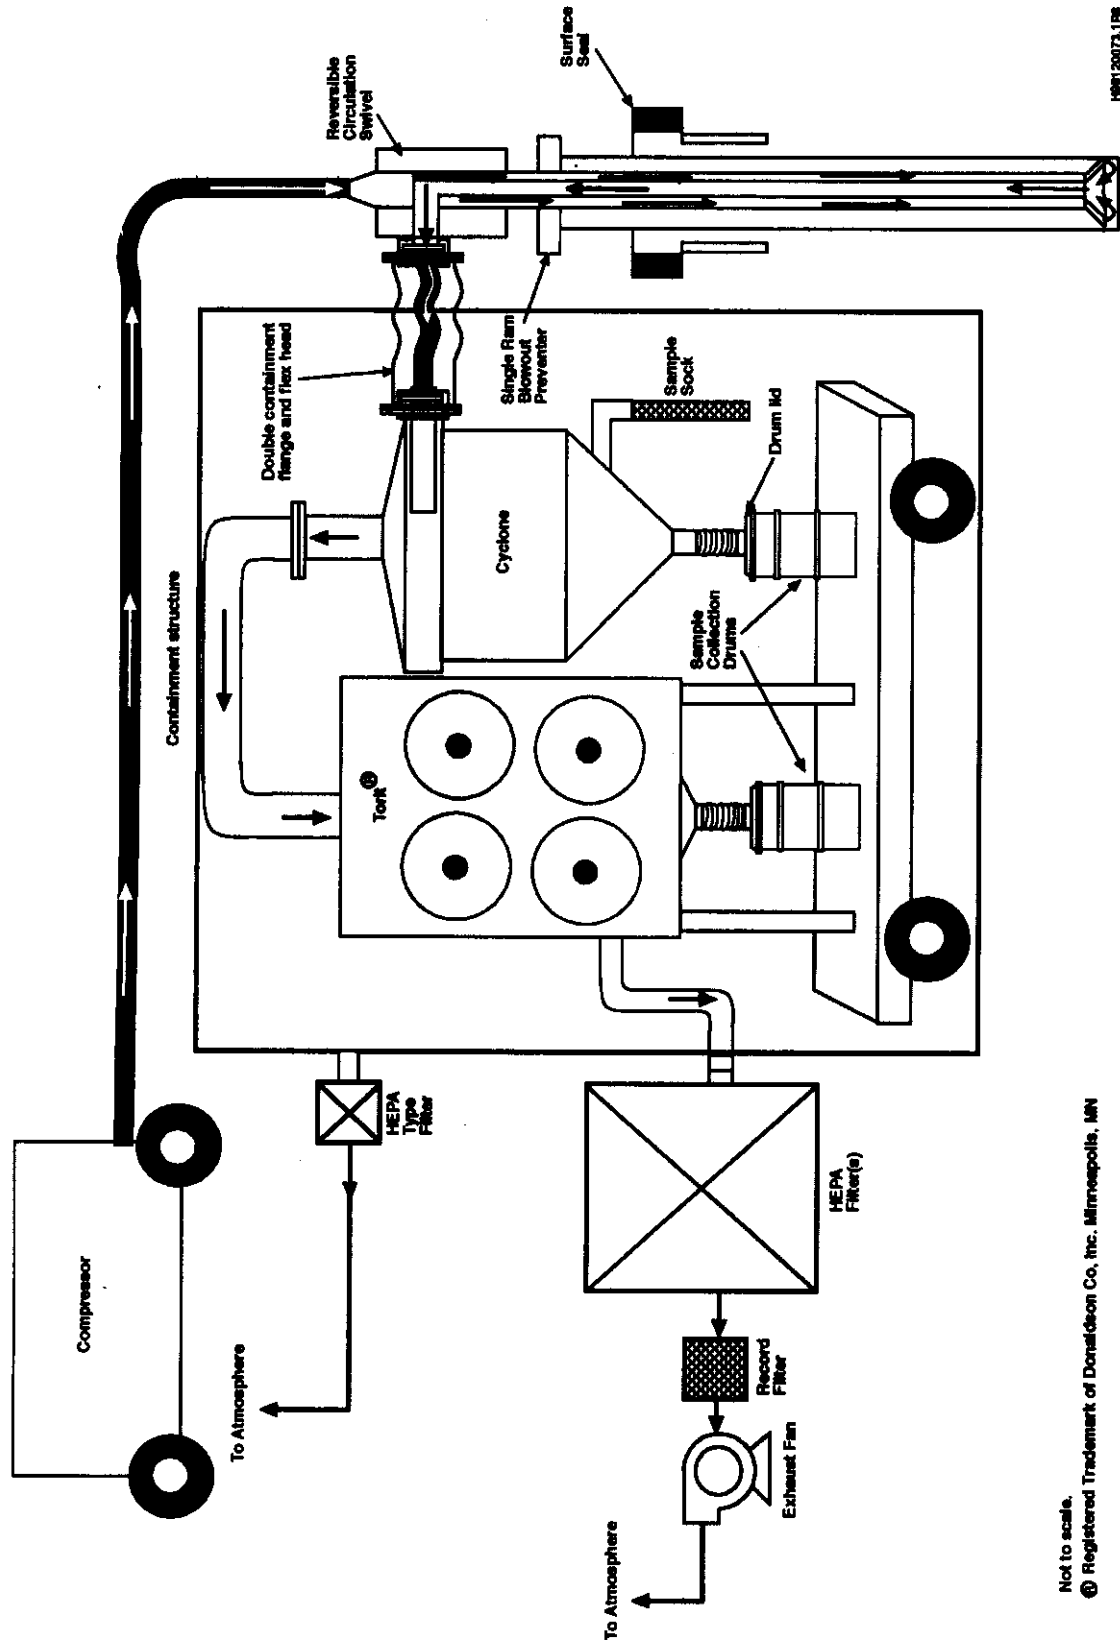 Compressor
To Atmosphere
HEPA
Type
Filter
Containment structure
Double containment
flange and flex head
Reversible
Circulation
Swivel
Single Ram
Blowout
Preventer
Surface
Seal
Torit®
Cyclone
Sample
Sock
Drum lid
Sample
Collection
Drums
HEPA
Filter(s)
Record
Filter
Exhaust Fan
To Atmosphere
Not to scale.
® Registered Trademark of Donaldson Co, Inc. Minneapolis, MN